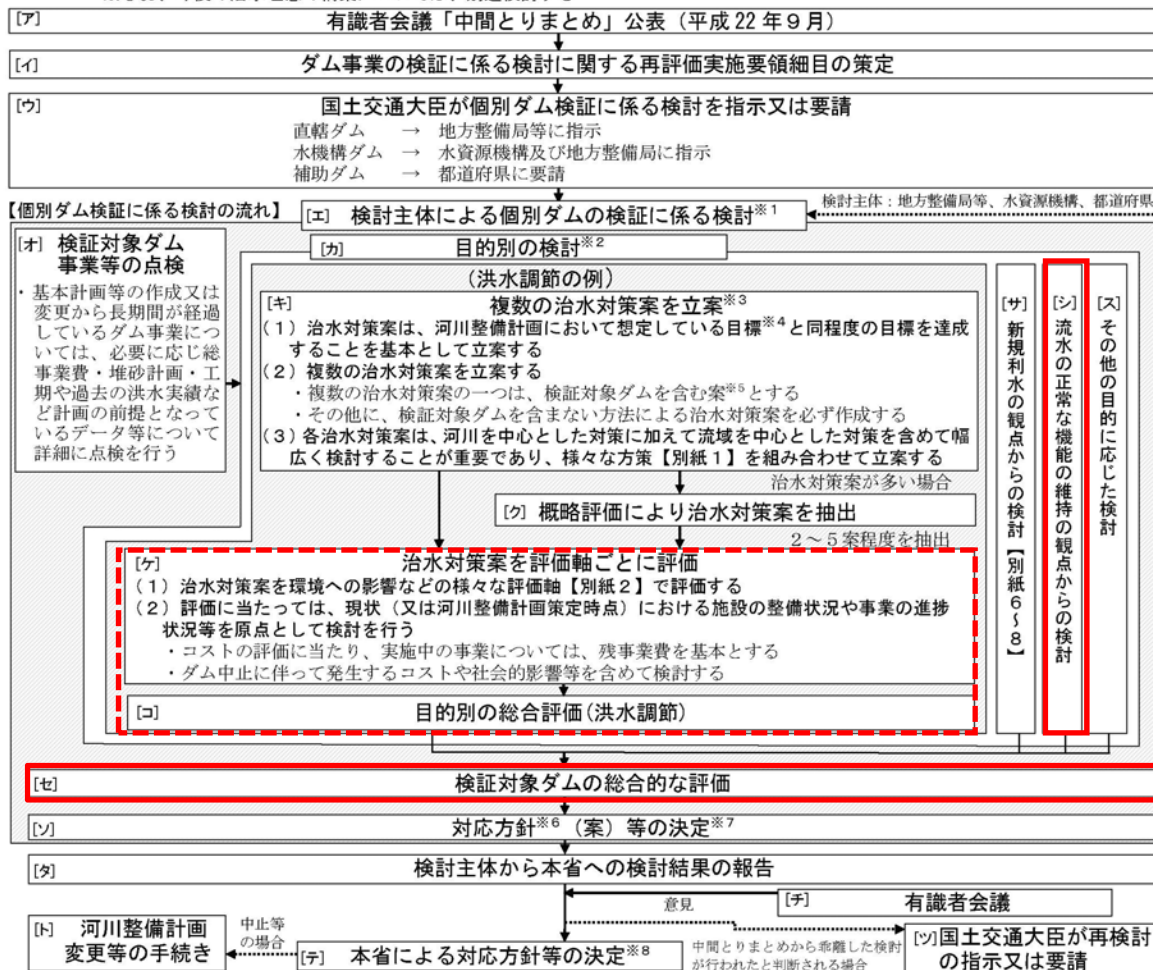 [ア] 有識者会議「中間とりまとめ」公表（平成22年９月）
[イ] ダム事業の検証に係る検討に関する再評価実施要領細目の策定
[ウ] 国土交通大臣が個別ダム検証に係る検討を指示又は要請
直轄ダム → 地方整備局等に指示
水機構ダム → 水資源機構及び地方整備局に指示
補助ダム → 都道府県に要請
【個別ダム検証に係る検討の流れ】
[エ] 検討主体による個別ダムの検証に係る検討※1
検討主体：地方整備局等、水資源機構、都道府県
[オ] 検証対象ダム
事業等の点検
・基本計画等の作成又は
変更から長期間が経過
しているダム事業につ
いては、必要に応じ総
事業費・堆砂計画・工
期や過去の洪水実績な
ど計画の前提となって
いるデータ等について
詳細に点検を行う
[カ] 目的別の検討※2
(洪水調節の例)
[キ] 複数の治水対策案を立案※3
（１）治水対策案は、河川整備計画において想定している目標※4と同程度の目標を達成
することを基本として立案する
（２）複数の治水対策案を立案する
・複数の治水対策案の一つは、検証対象ダムを含む案※5とする
・その他に、検証対象ダムを含まない方法による治水対策案を必ず作成する
（３）各治水対策案は、河川を中心とした対策に加えて流域を中心とした対策を含めて幅
広く検討することが重要であり、様々な方策【別紙１】を組み合わせて立案する
治水対策案が多い場合
[ク] 概略評価により治水対策案を抽出
２～５案程度を抽出
[ケ] 治水対策案を評価軸ごとに評価
（１）治水対策案を環境への影響などの様々な評価軸【別紙２】で評価する
（２）評価に当たっては、現状（又は河川整備計画策定時点）における施設の整備状況や事業の進捗
状況等を原点として検討を行う
・コストの評価に当たり、実施中の事業については、残事業費を基本とする
・ダム中止に伴って発生するコストや社会的影響等を含めて検討する
[コ] 目的別の総合評価(洪水調節)
[サ] 新規利水の観点からの検討【別紙６～８】
[シ] 流水の正常な機能の維持の観点からの検討
[ス] その他の目的に応じた検討
[セ] 検証対象ダムの総合的な評価
[ソ] 対応方針※6（案）等の決定※7
[タ] 検討主体から本省への検討結果の報告
意見
[チ] 有識者会議
[ト] 河川整備計画
変更等の手続き
中止等
の場合
[テ] 本省による対応方針等の決定※8
中間とりまとめから乖離した検討
が行われたと判断される場合
[ツ] 国土交通大臣が再検討
の指示又は要請